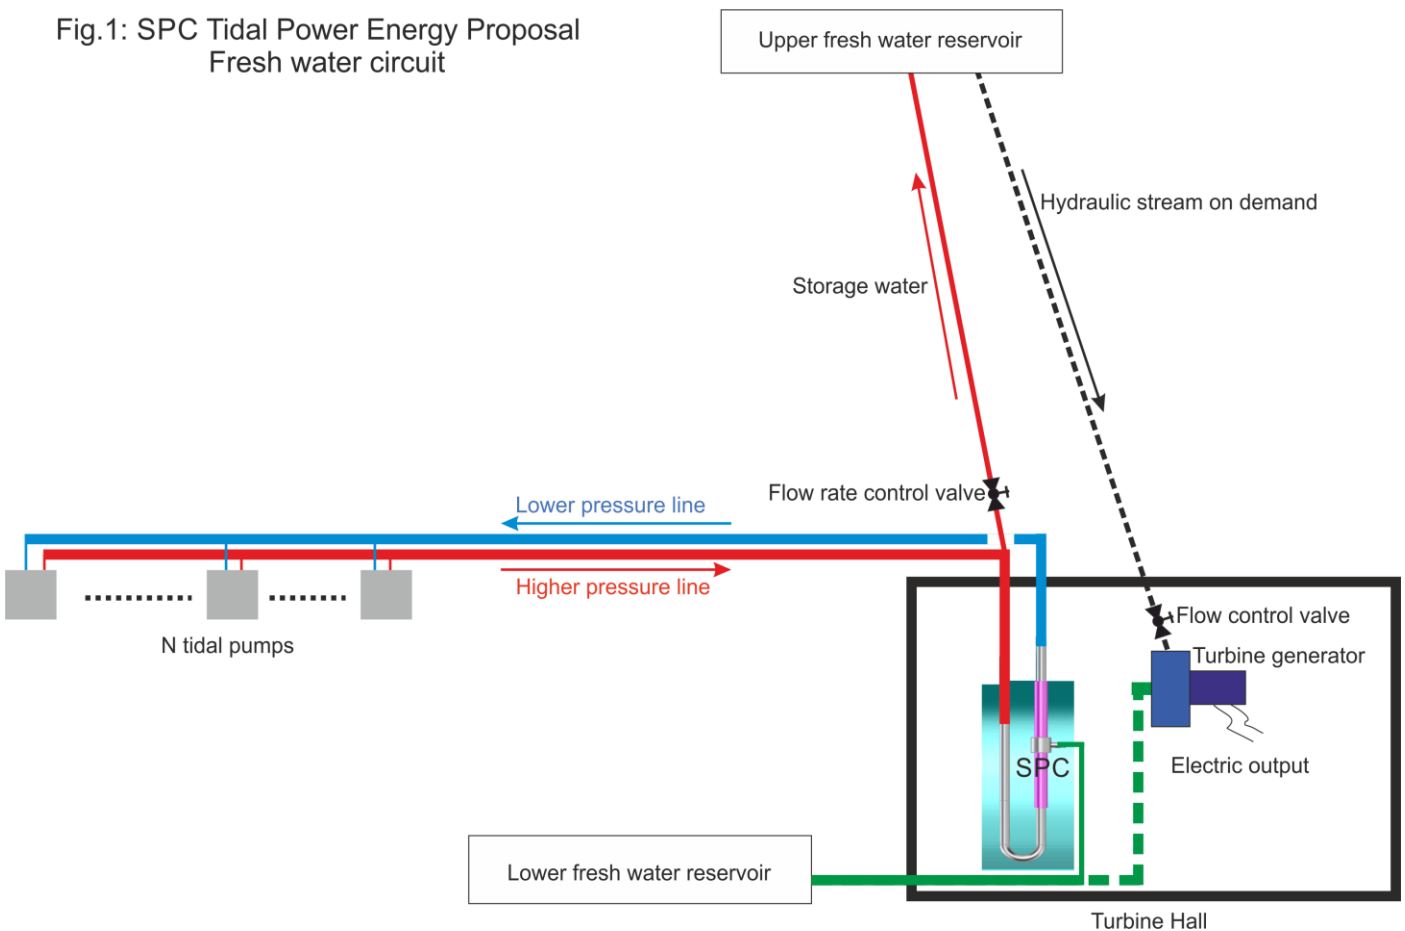 Fig.1: SPC Tidal Power Energy Proposal
Fresh water circuit
Upper fresh water reservoir
Hydraulic stream on demand
Storage water
Flow rate control valve
Lower pressure line
Higher pressure line
N tidal pumps
Flow control valve
Turbine generator
SPC
Electric output
Lower fresh water reservoir
Turbine Hall